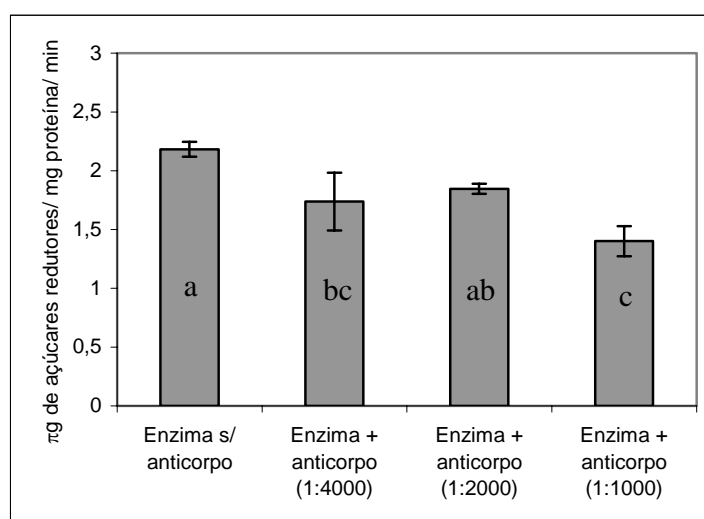 πg de açúcares redutores/ mg proteína/ min
3
2,5
2
1,5
1
0,5
0
a
bc
ab
c
Enzima s/
anticorpo
Enzima +
anticorpo
(1:4000)
Enzima +
anticorpo
(1:2000)
Enzima +
anticorpo
(1:1000)